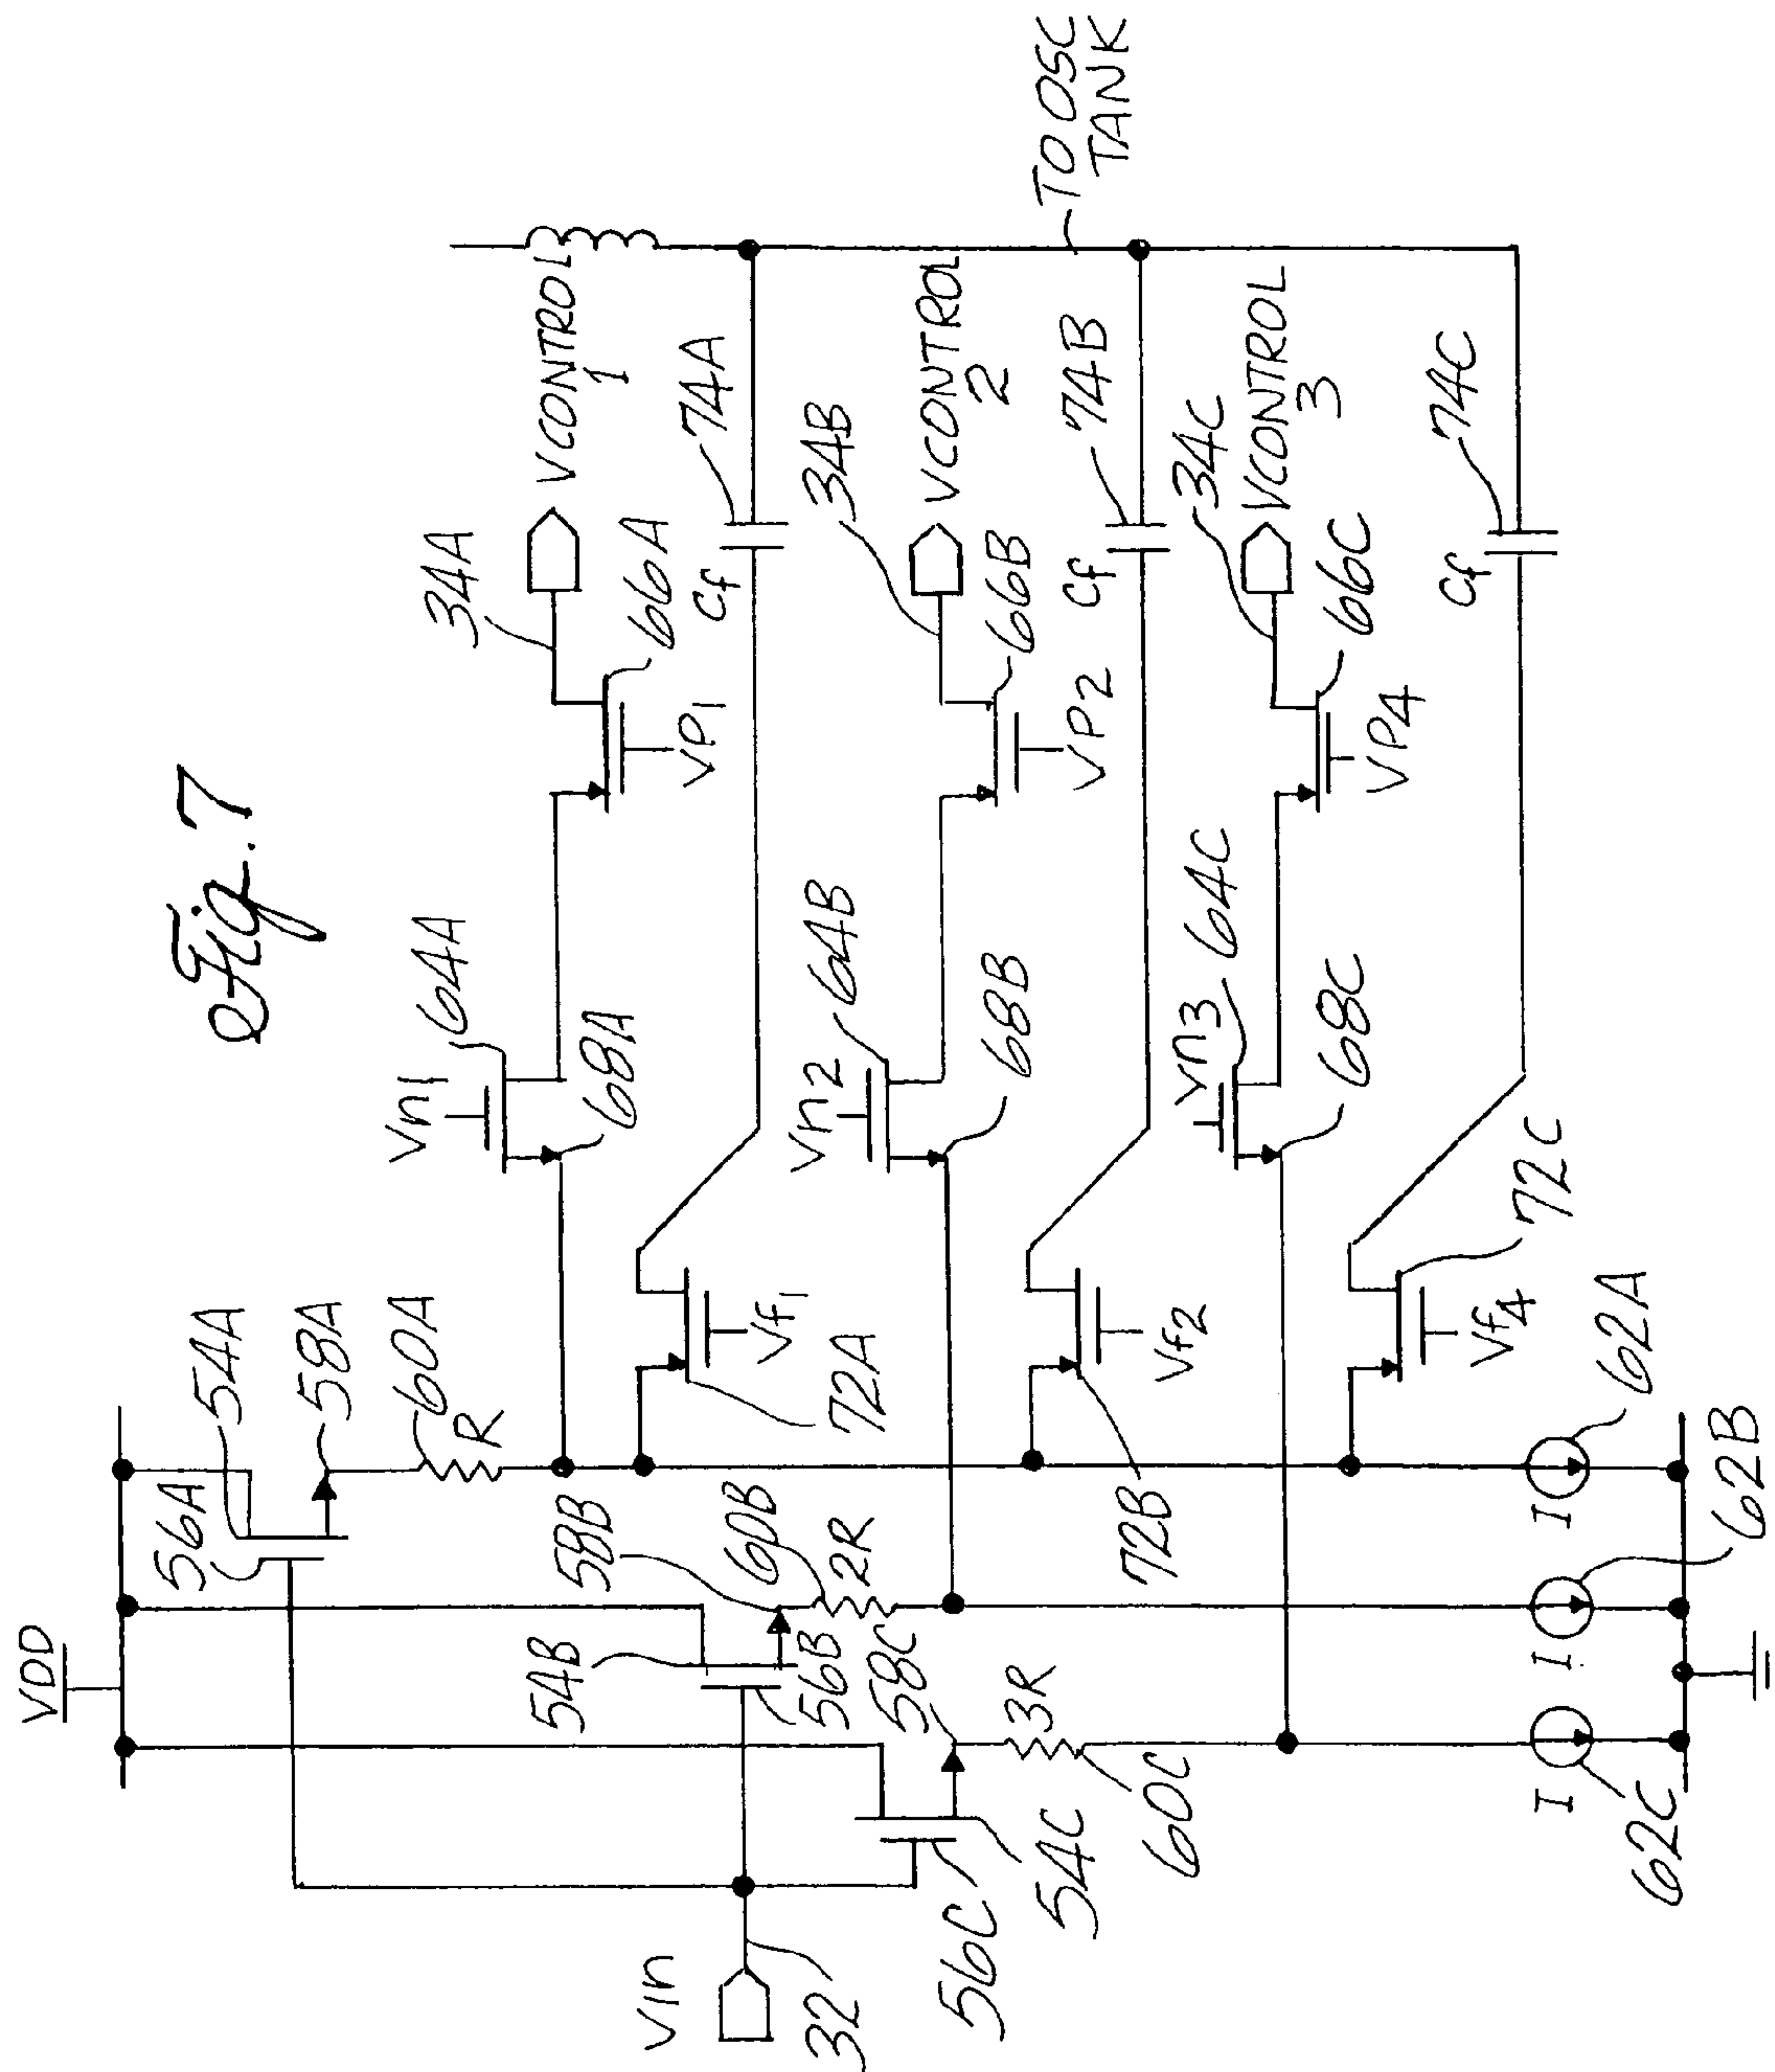 Fig. 7
VDD
54A
56A
58A
60A
R
Vn1
64A
68A
34A
VCONTROL
1
66A
VP1
74A
Cf
Vf1
72A
54B
56B
58B
60B
2R
Vn2
64B
68B
34B
VCONTROL
2
66B
VP2
74B
Cf
Vf2
72B
TO OSC
TANK
Vin
32
56C
54C
58C
3R
60C
Vn3
64C
68C
34C
VCONTROL
3
66C
VP4
74C
Cf
72C
Vf4
62A
I
62B
I
62C
I